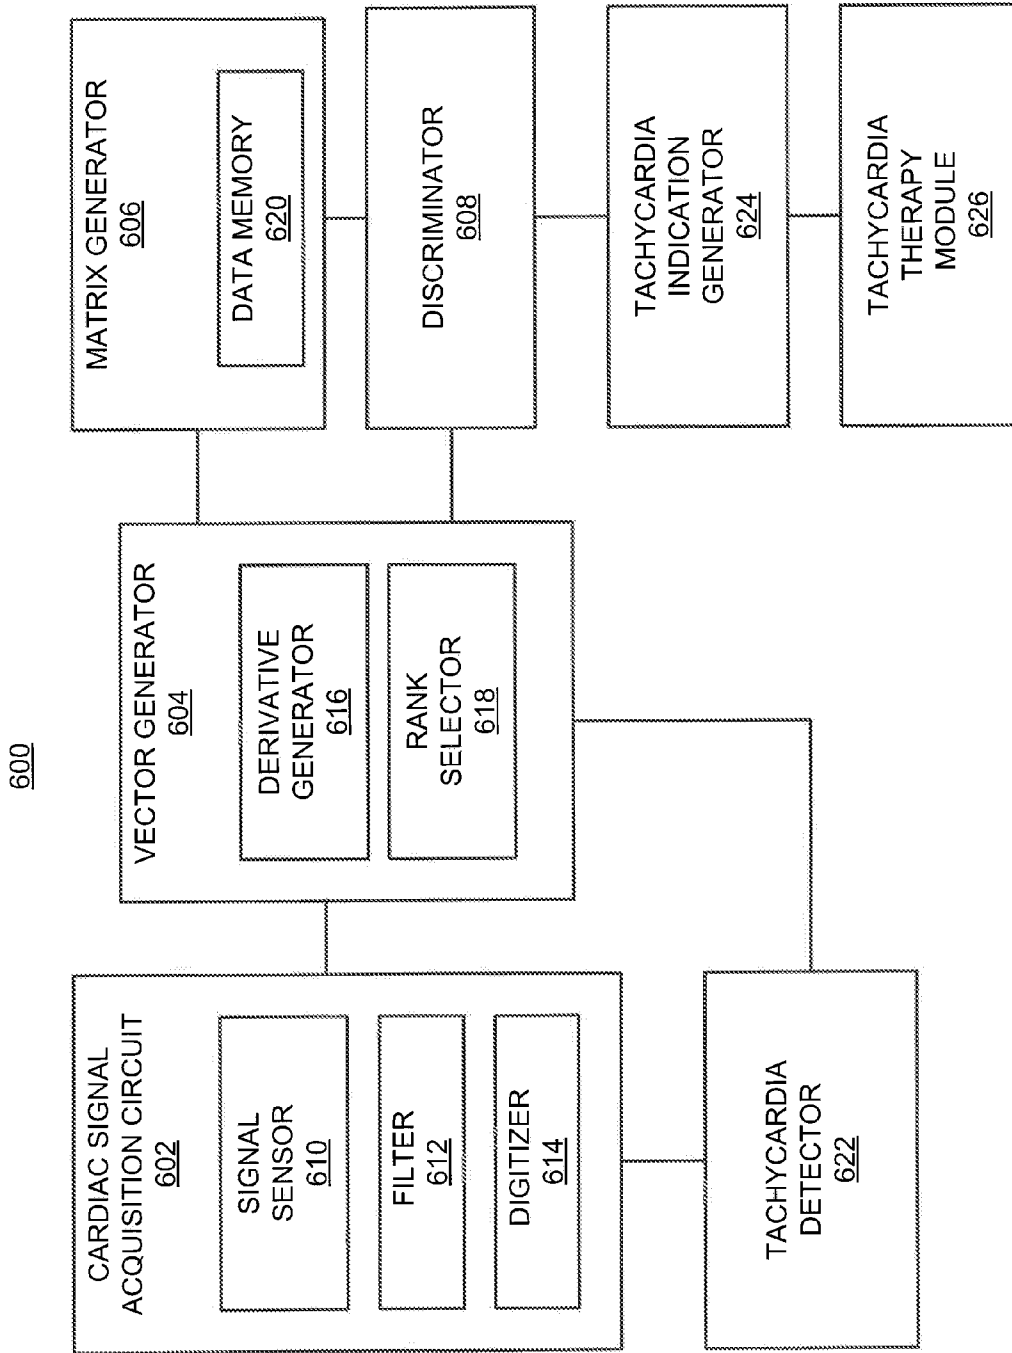 600
CARDIAC SIGNAL
ACQUISITION CIRCUIT
602
SIGNAL
SENSOR
610
FILTER
612
DIGITIZER
614
TACHYCARDIA
DETECTOR
622
VECTOR GENERATOR
604
DERIVATIVE
GENERATOR
616
RANK
SELECTOR
618
MATRIX GENERATOR
606
DATA MEMORY
620
DISCRIMINATOR
608
TACHYCARDIA
INDICATION
GENERATOR
624
TACHYCARDIA
THERAPY
MODULE
626